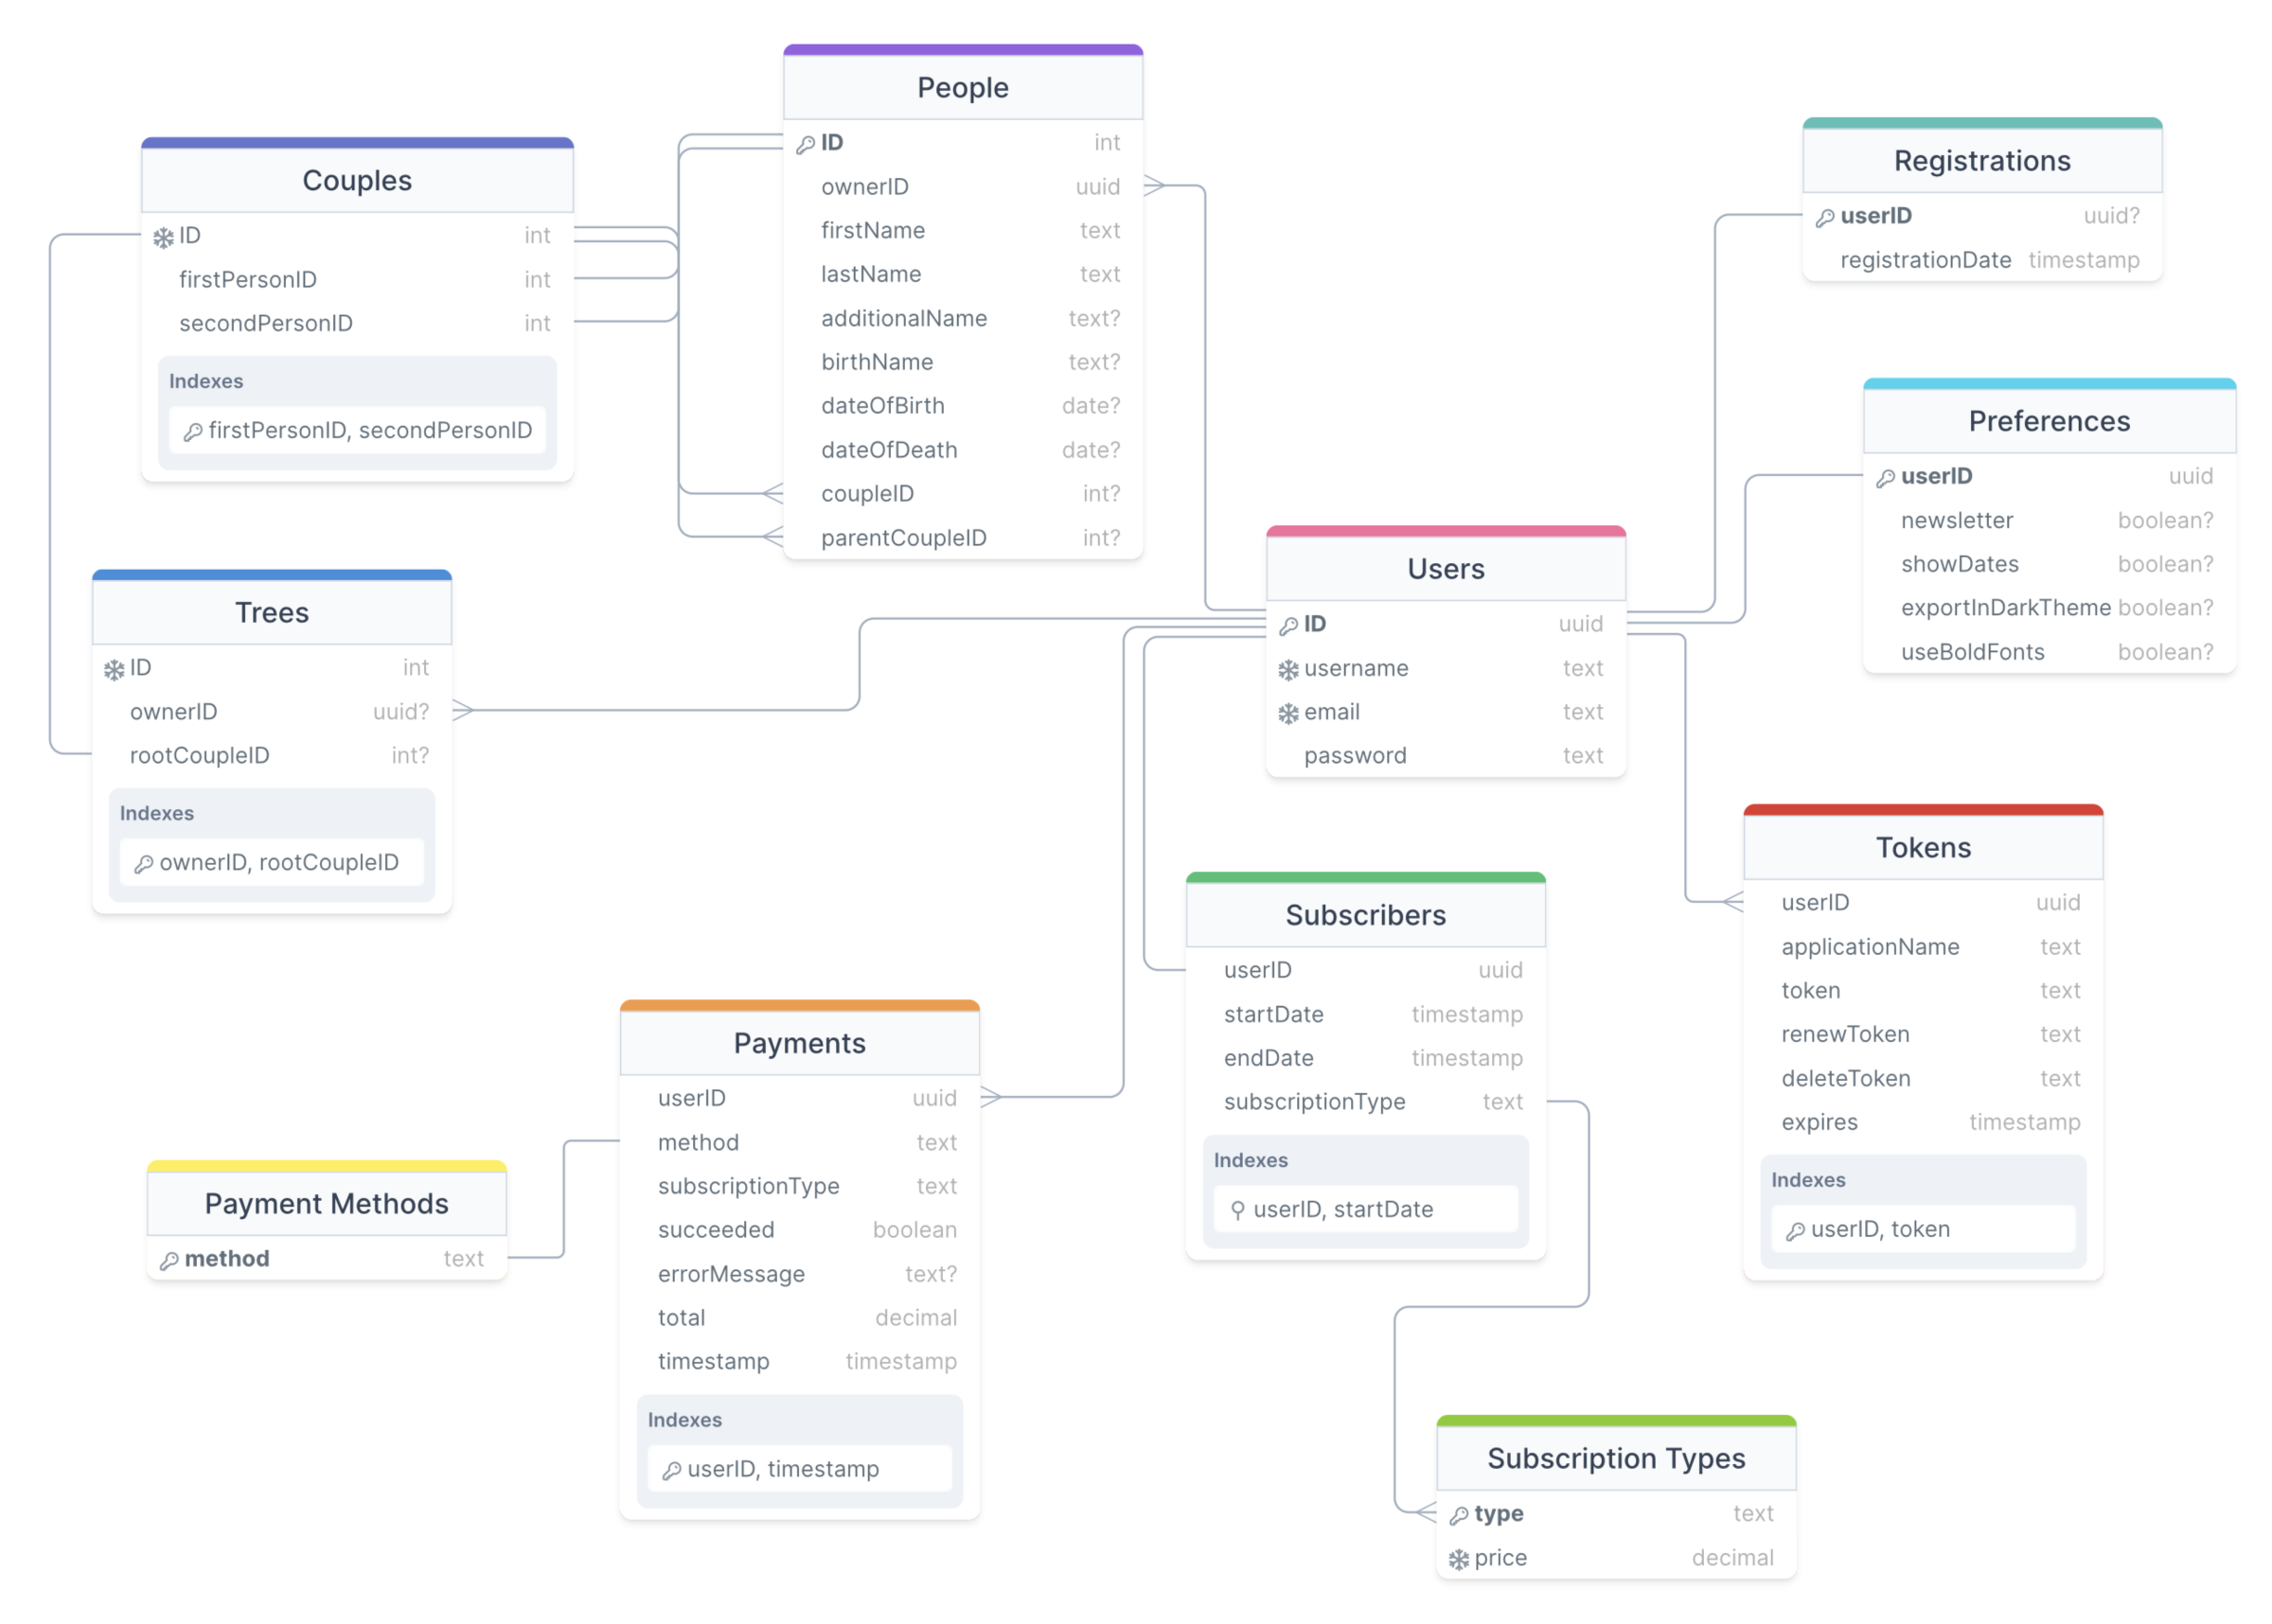 People
ID int
ownerID uuid
firstName text
lastName text
additionalName text?
birthName text?
dateOfBirth date?
dateOfDeath date?
coupleID int?
parentCoupleID int?
Couples
ID int
firstPersonID int
secondPersonID int
Indexes
firstPersonID, secondPersonID
Registrations
userID uuid?
registrationDate timestamp
Preferences
userID uuid
newsletter boolean?
showDates boolean?
exportInDarkTheme boolean?
useBoldFonts boolean?
Users
ID uuid
username text
email text
password text
Trees
ID int
ownerID uuid?
rootCoupleID int?
Indexes
ownerID, rootCoupleID
Tokens
userID uuid
applicationName text
token text
renewToken text
deleteToken text
expires timestamp
Indexes
userID, token
Subscribers
userID uuid
startDate timestamp
endDate timestamp
subscriptionType text
Indexes
userID, startDate
Payments
userID uuid
method text
subscriptionType text
succeeded boolean
errorMessage text?
total decimal
timestamp timestamp
Indexes
userID, timestamp
Payment Methods
method text
Subscription Types
type text
price decimal